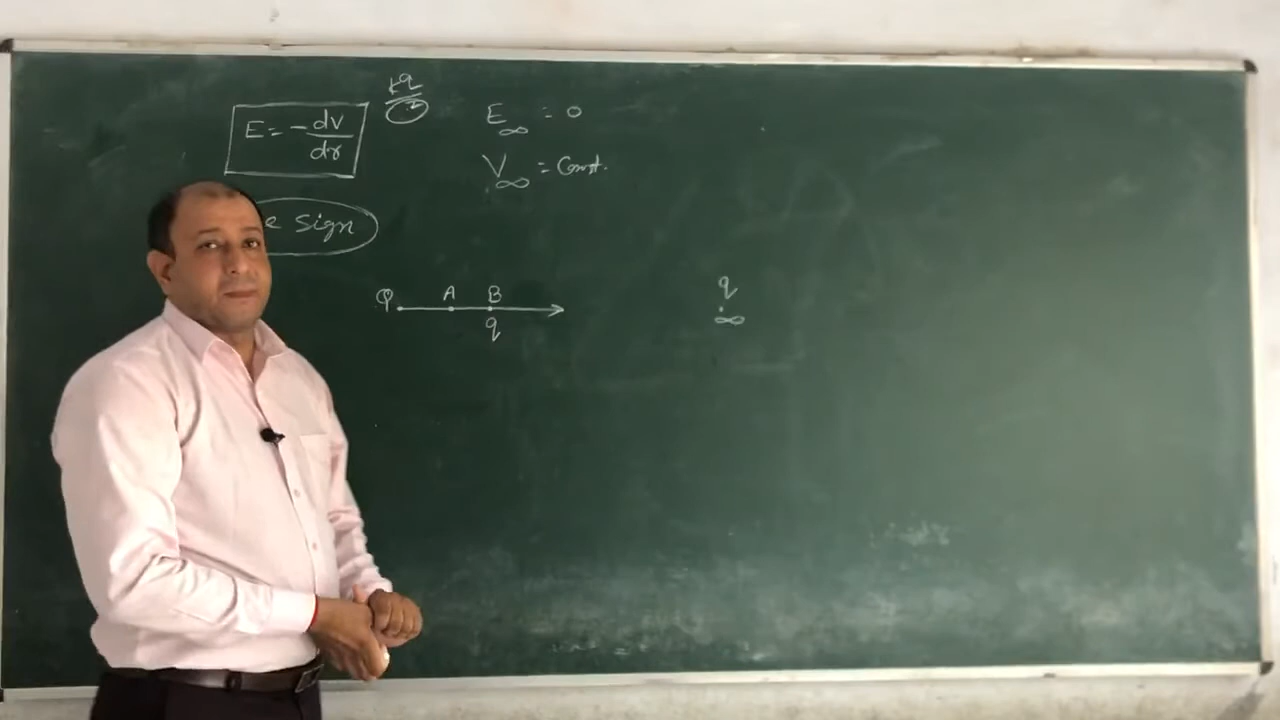 kq
E = - dv
dr
E∞ = 0
V∞ = Const.
e sign
Q A B
q
q
∞